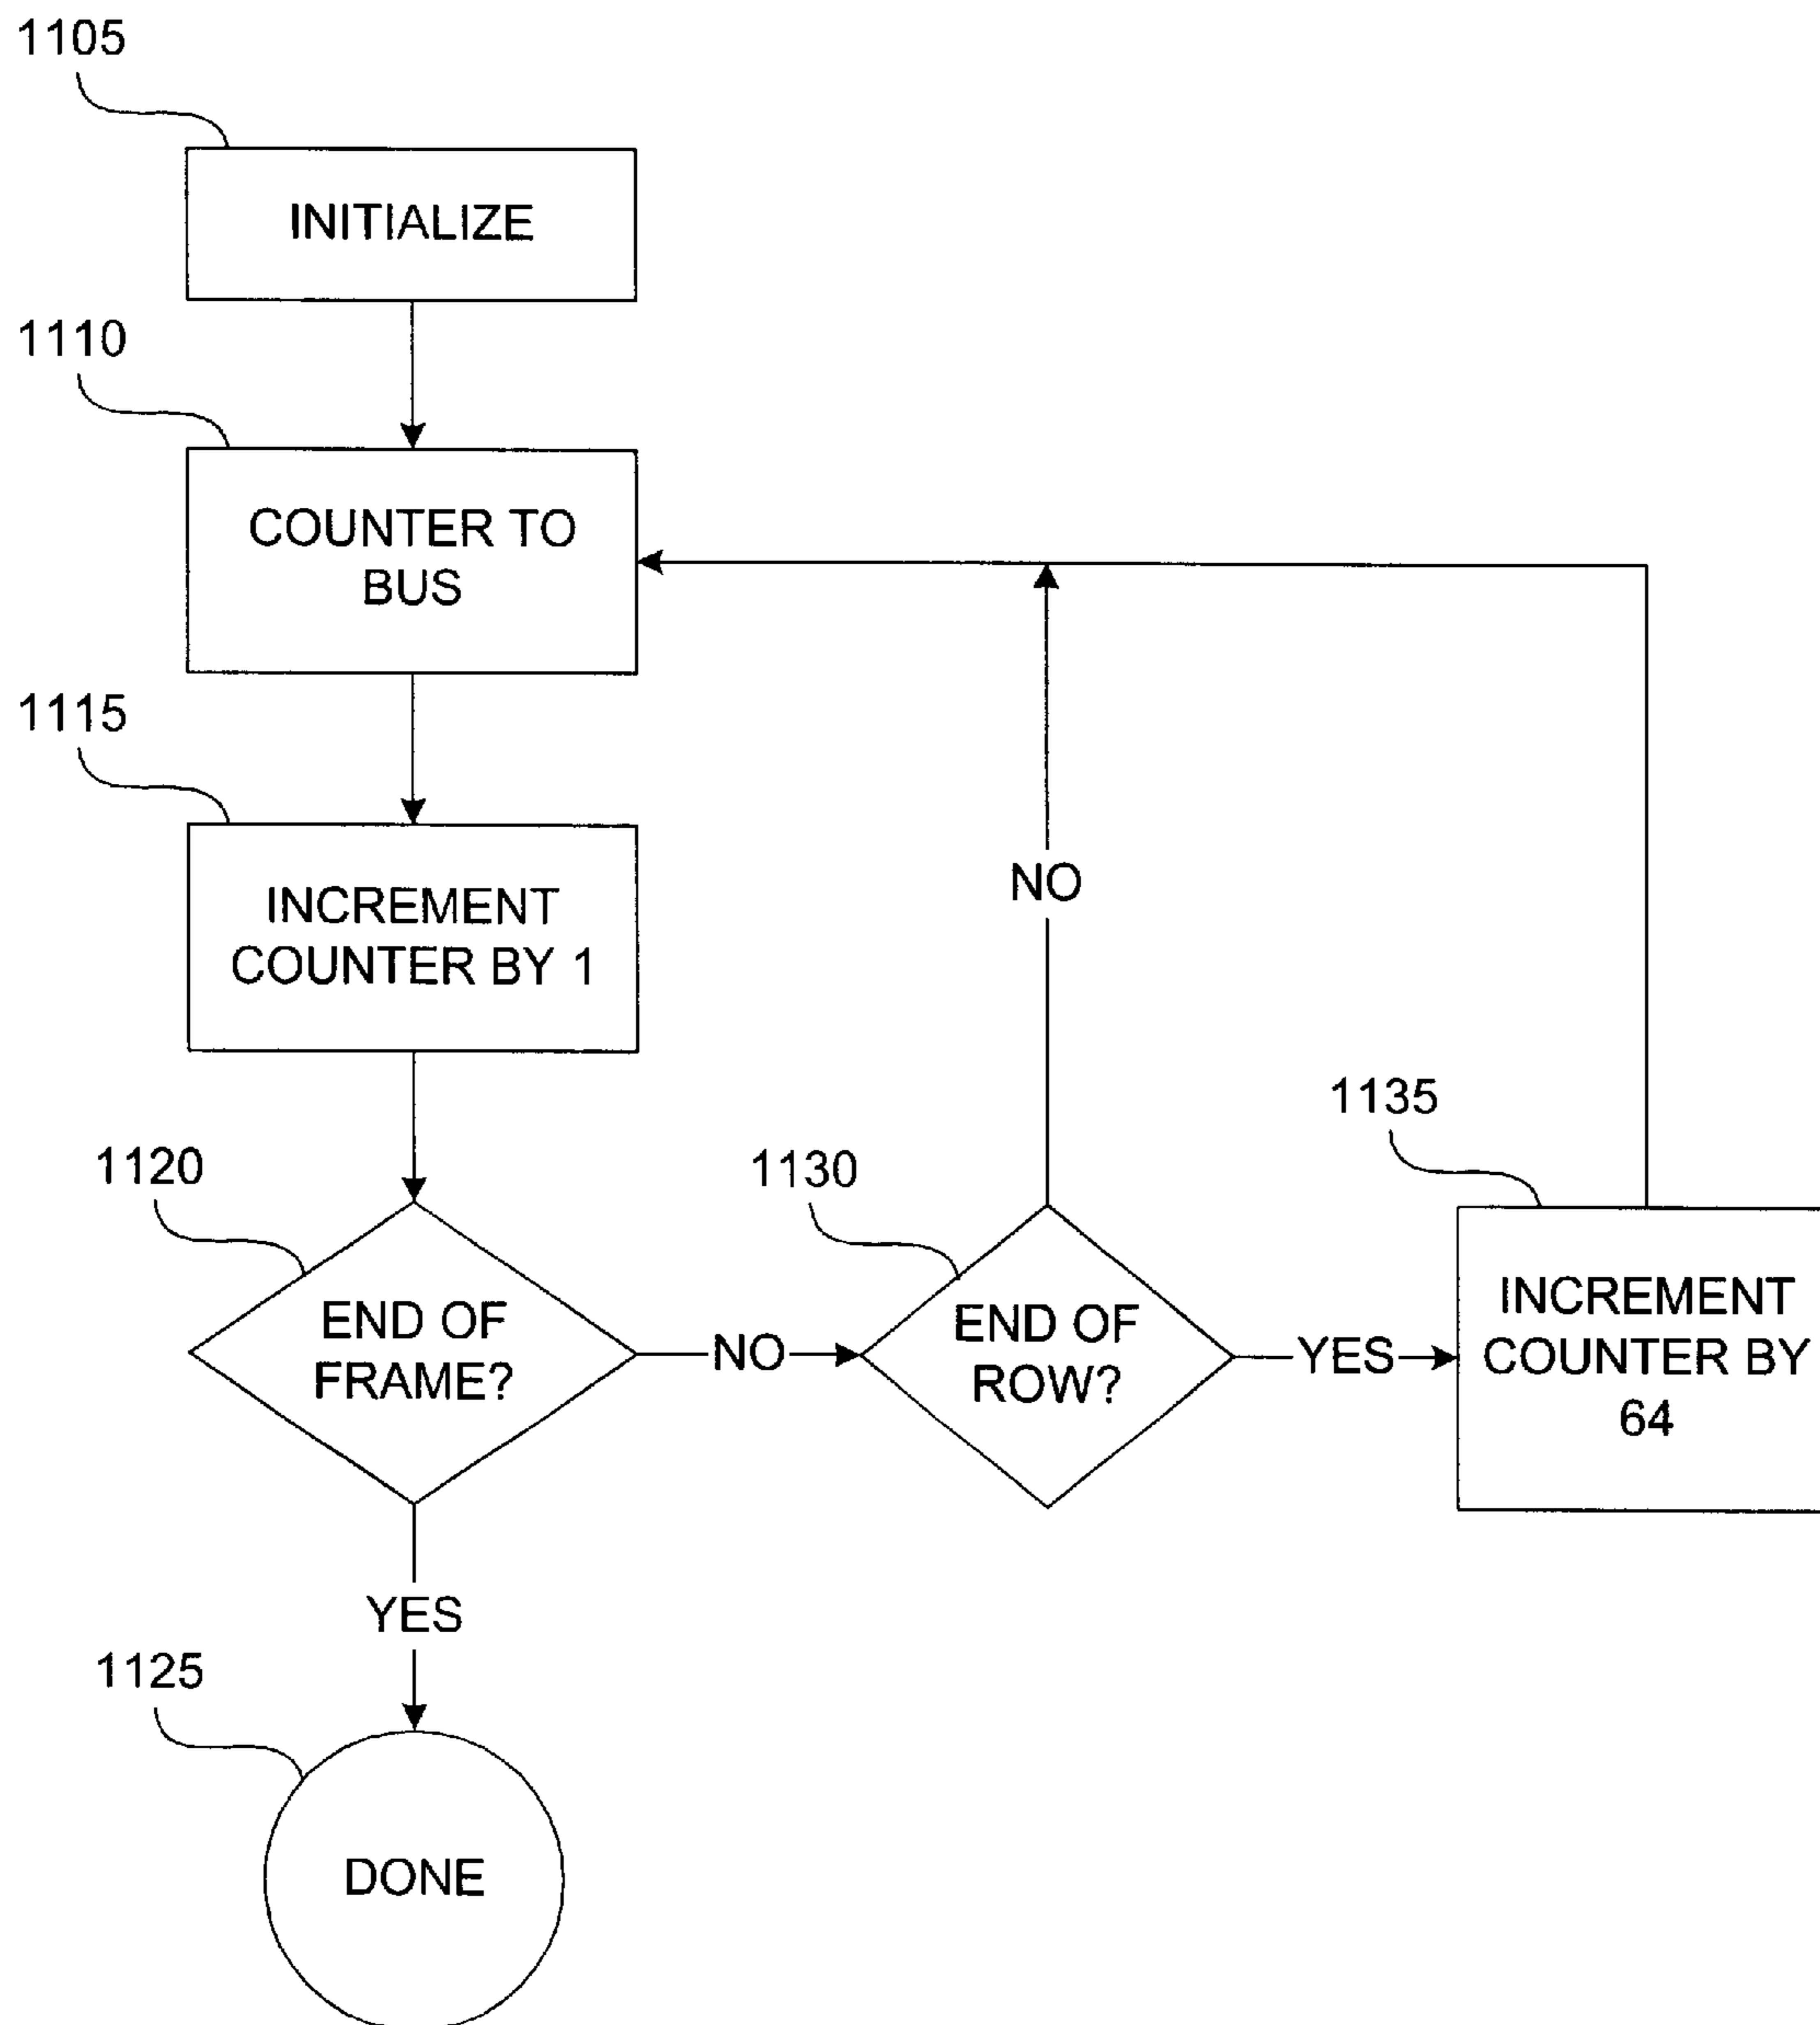 1105
INITIALIZE
1110
COUNTER TO
BUS
1115
INCREMENT
COUNTER BY 1
NO
1120
END OF
FRAME?
NO
1130
END OF
ROW?
YES
1135
INCREMENT
COUNTER BY
64
YES
1125
DONE